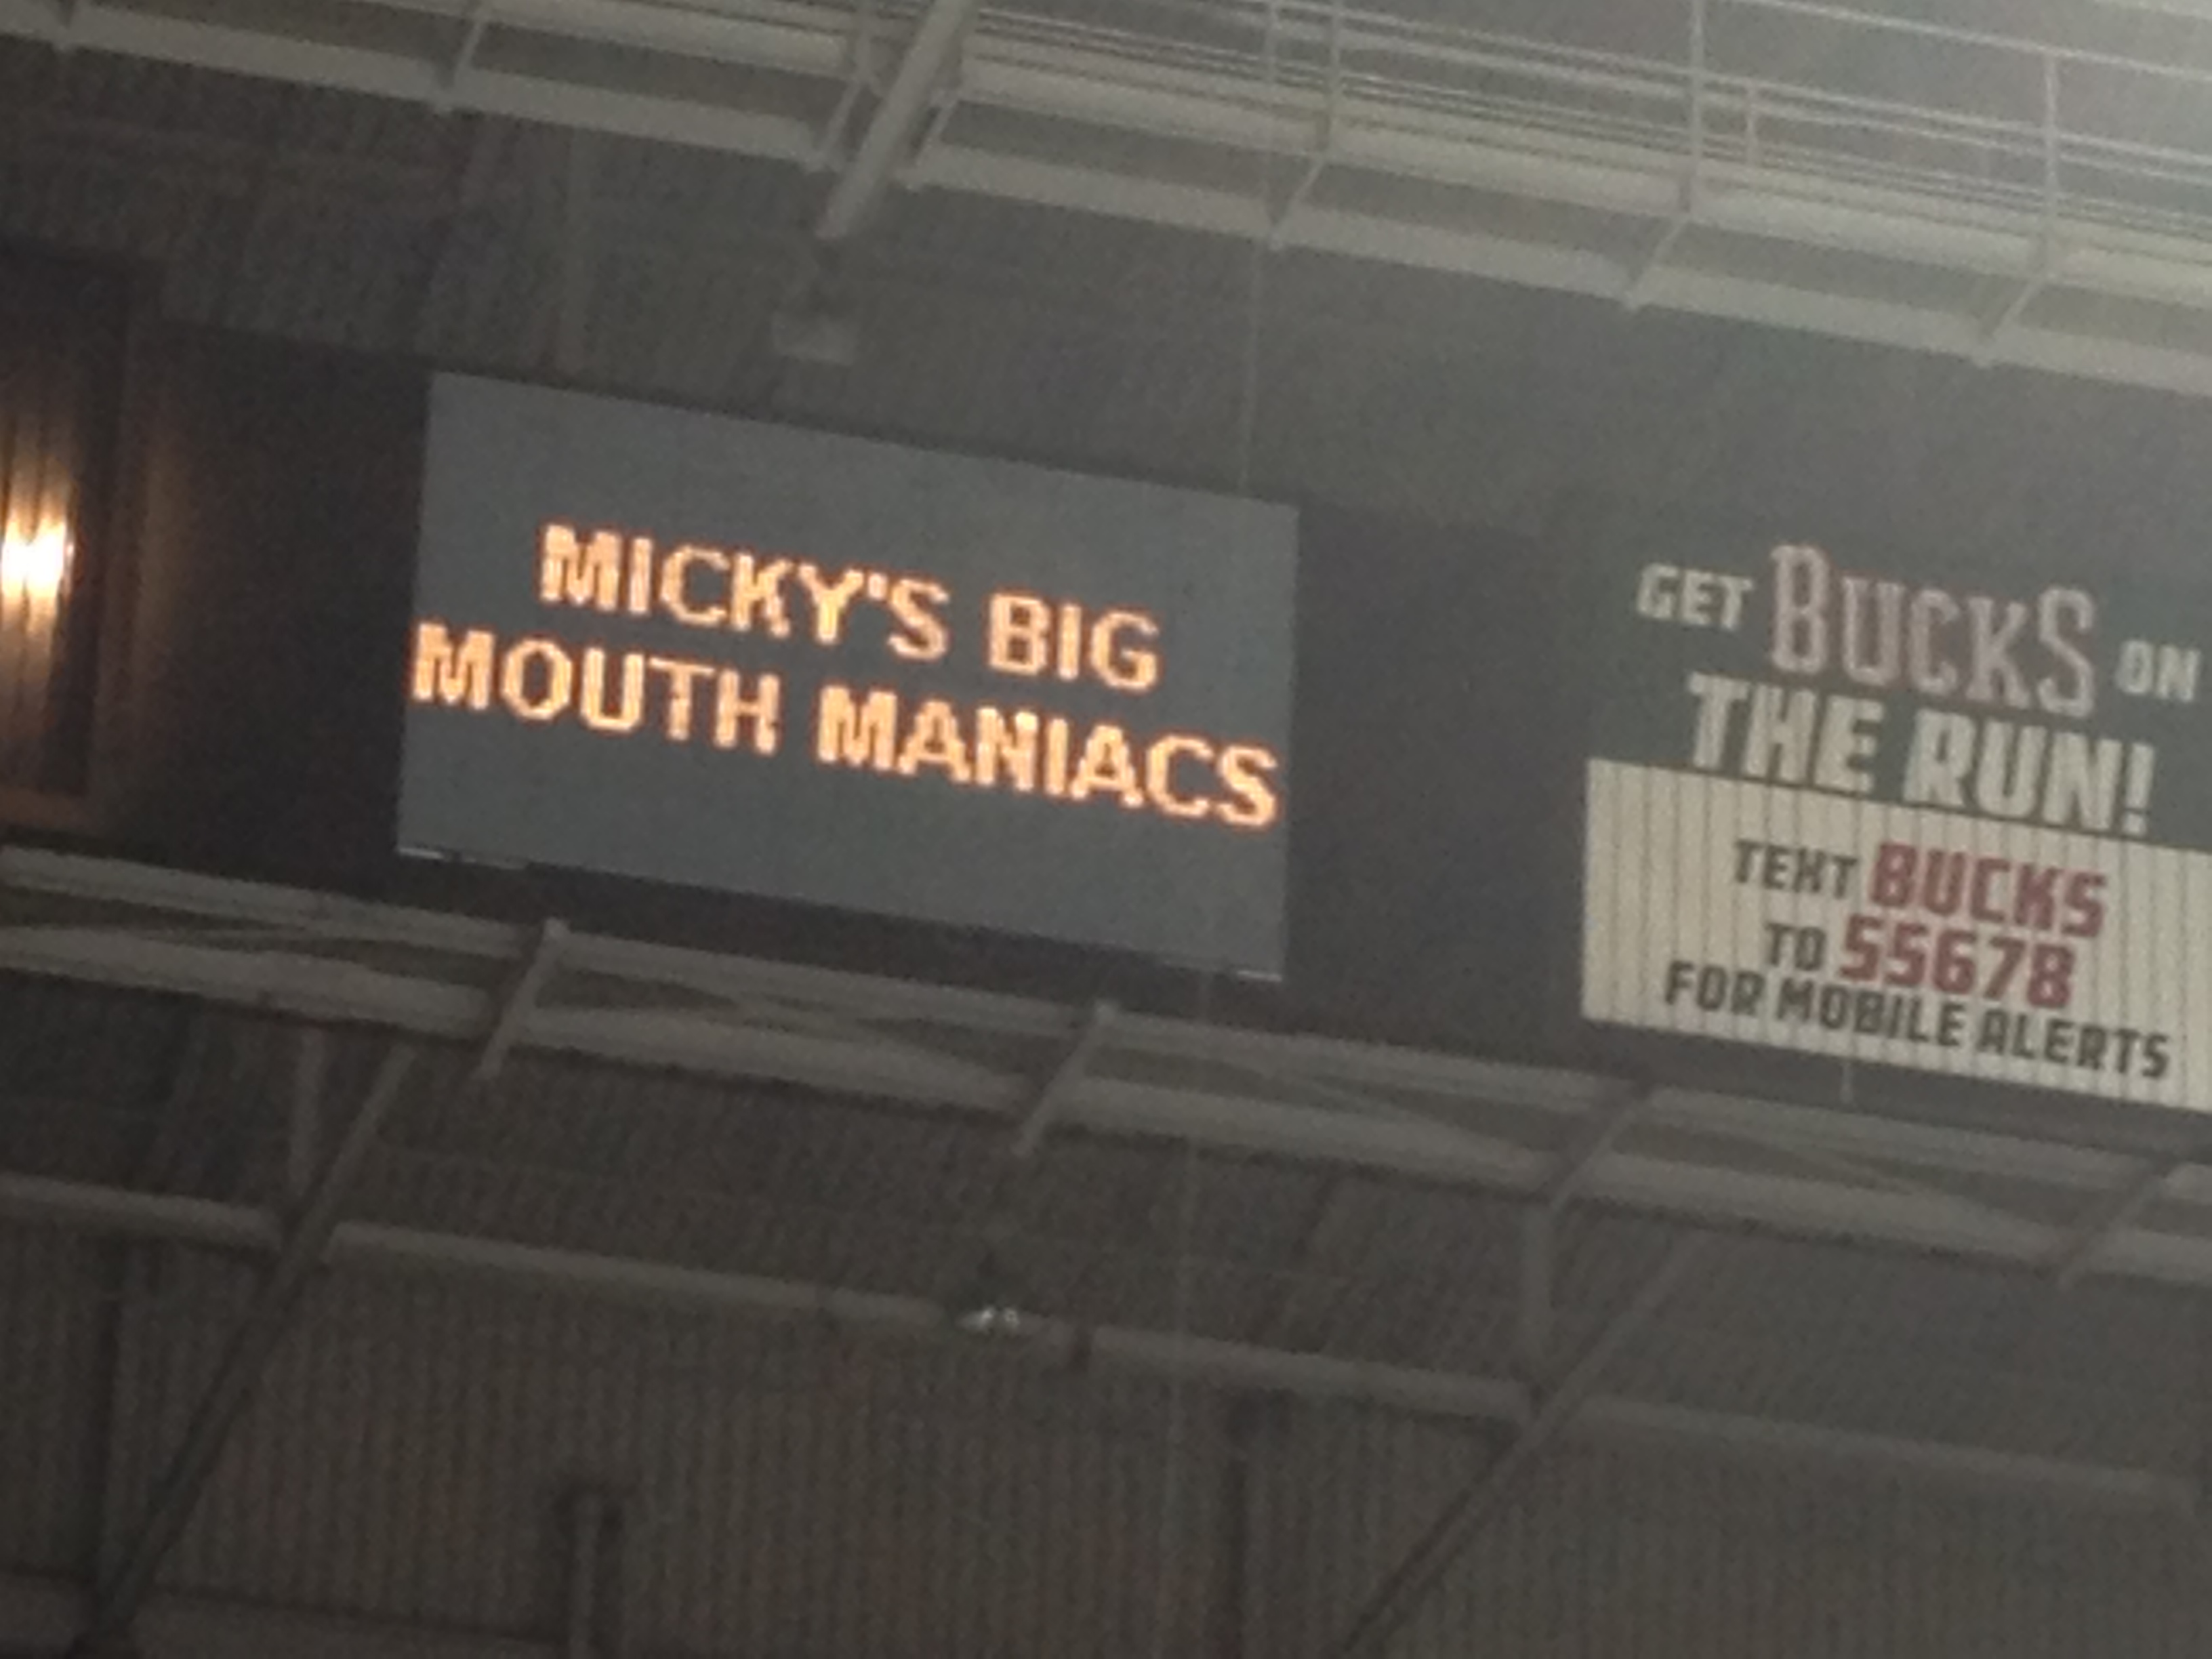 MICKY'S BIG
MOUTH MANIACS
GET BUCKS ON
THE RUN!
TEXT BUCKS
TO 55678
FOR MOBILE ALERTS